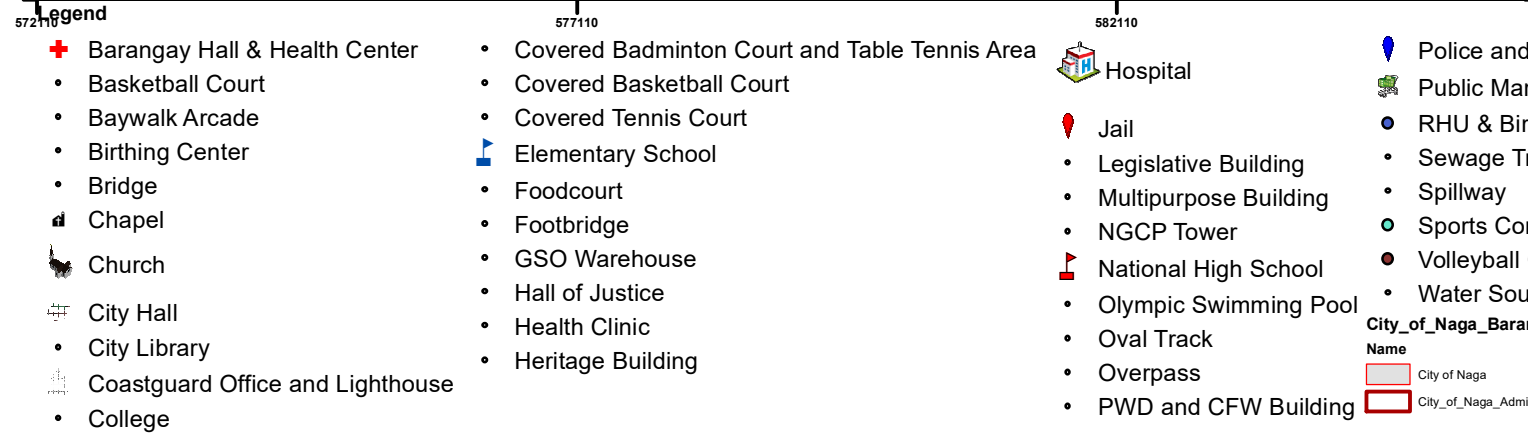 572110
577110
582110
Legend
Barangay Hall & Health Center
Basketball Court
Baywalk Arcade
Birthing Center
Bridge
Chapel
Church
City Hall
City Library
Coastguard Office and Lighthouse
College
Covered Badminton Court and Table Tennis Area
Covered Basketball Court
Covered Tennis Court
Elementary School
Foodcourt
Footbridge
GSO Warehouse
Hall of Justice
Health Clinic
Heritage Building
Hospital
Jail
Legislative Building
Multipurpose Building
NGCP Tower
National High School
Olympic Swimming Pool
Oval Track
Overpass
PWD and CFW Building
Police and
Public Mar
RHU & Bir
Sewage Tr
Spillway
Sports Co
Volleyball
Water Sou
City_of_Naga_Bara
Name
City of Naga
City_of_Naga_Admi